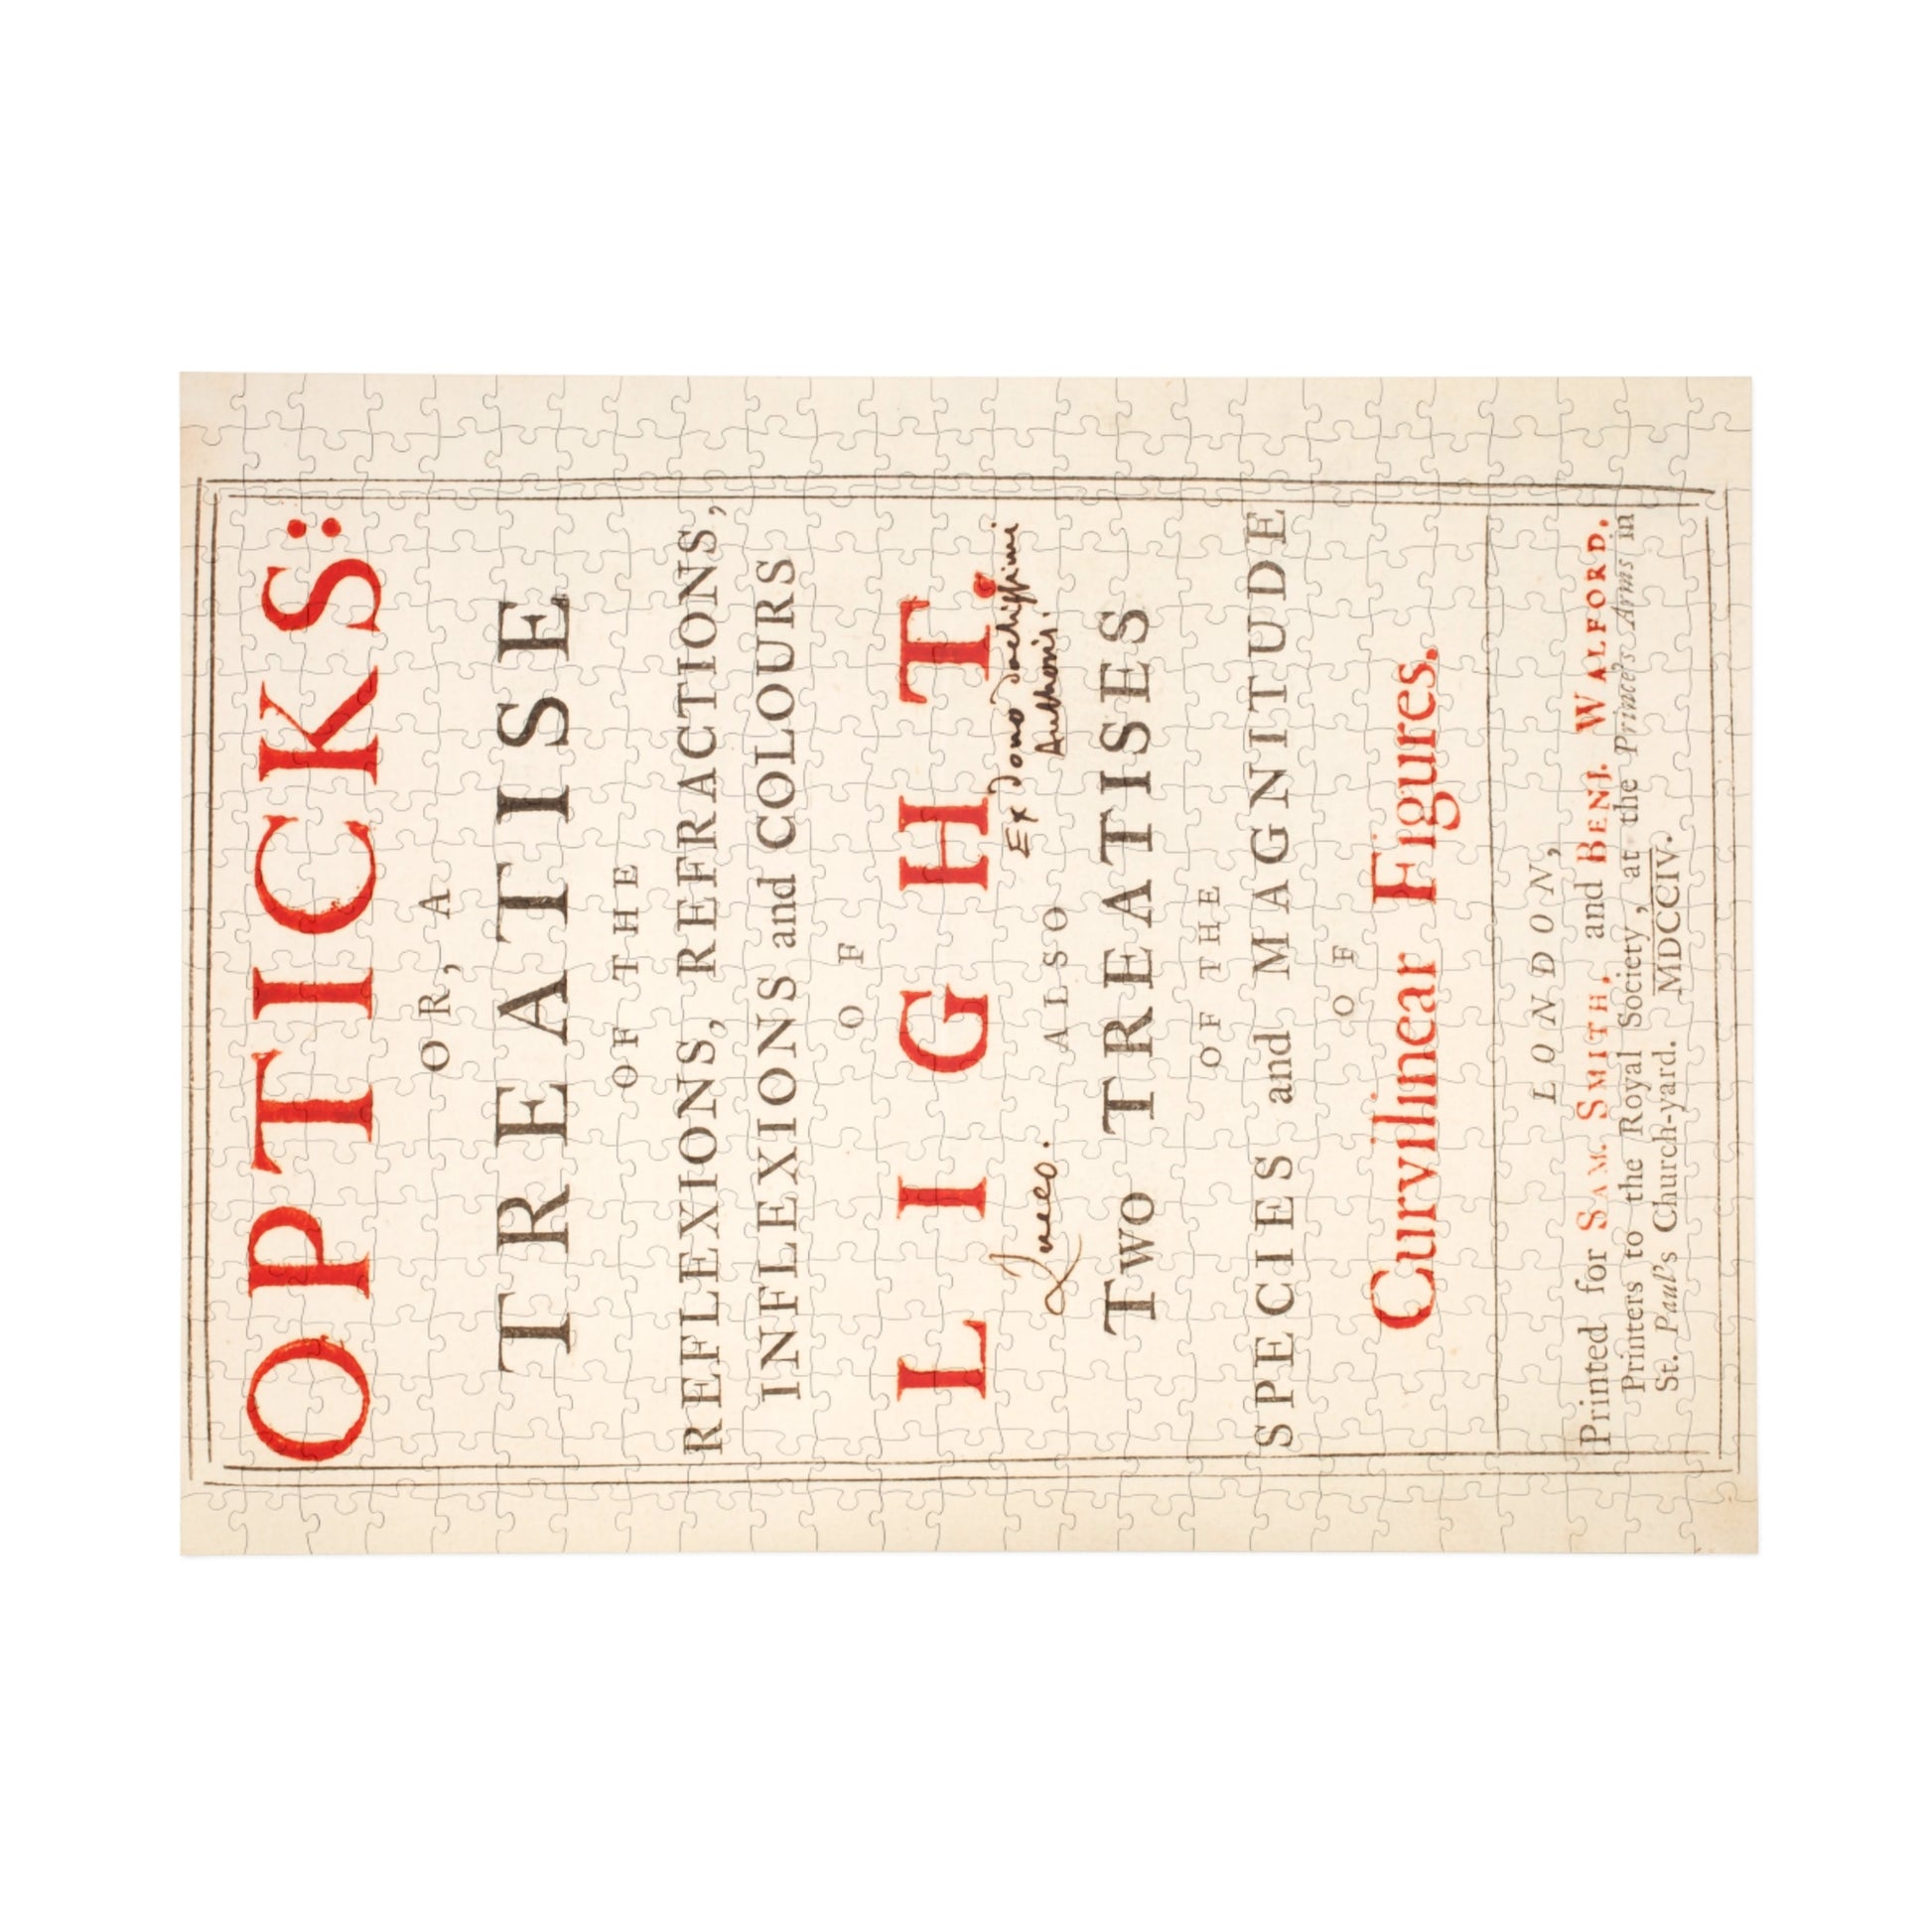 OPTICKS:
OR, A
TREATISE
OF THE
REFLEXIONS, REFRACTIONS,
INFLEXIONS and COLOURS
OF
LIGHT.
Ex dono
Authoris.
ALSO
Two TREATISES
OF THE
SPECIES and MAGNITUDE
OF
Curvilinear Figures.
LONDON,
Printed for SAM. SMITH, and BENJ. WALFORD.
Printers to the Royal Society, at the Prince's Arms in
St. Paul's Church-yard. MDCCIV.